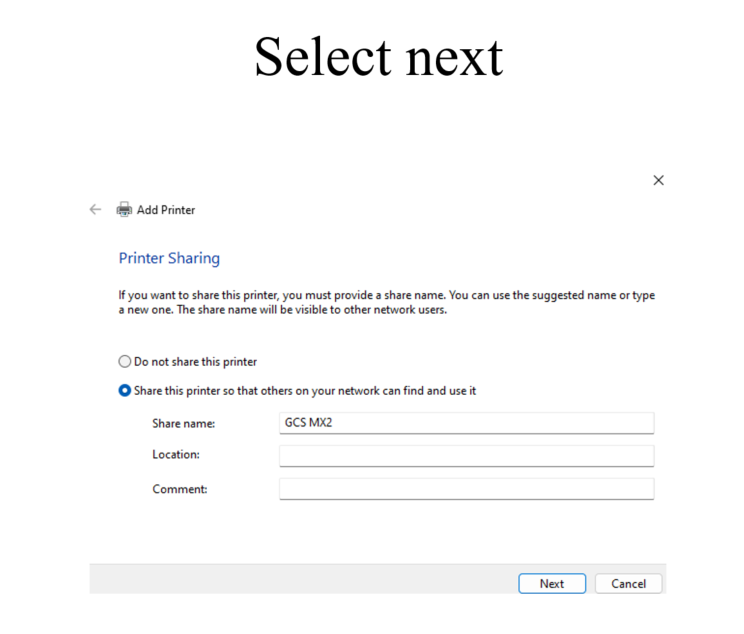 Select next
Add Printer
Printer Sharing
If you want to share this printer, you must provide a share name. You can use the suggested name or type
a new one. The share name will be visible to other network users.
Do not share this printer
Share this printer so that others on your network can find and use it
Share name: GCS MX2
Location:
Comment:
Next Cancel